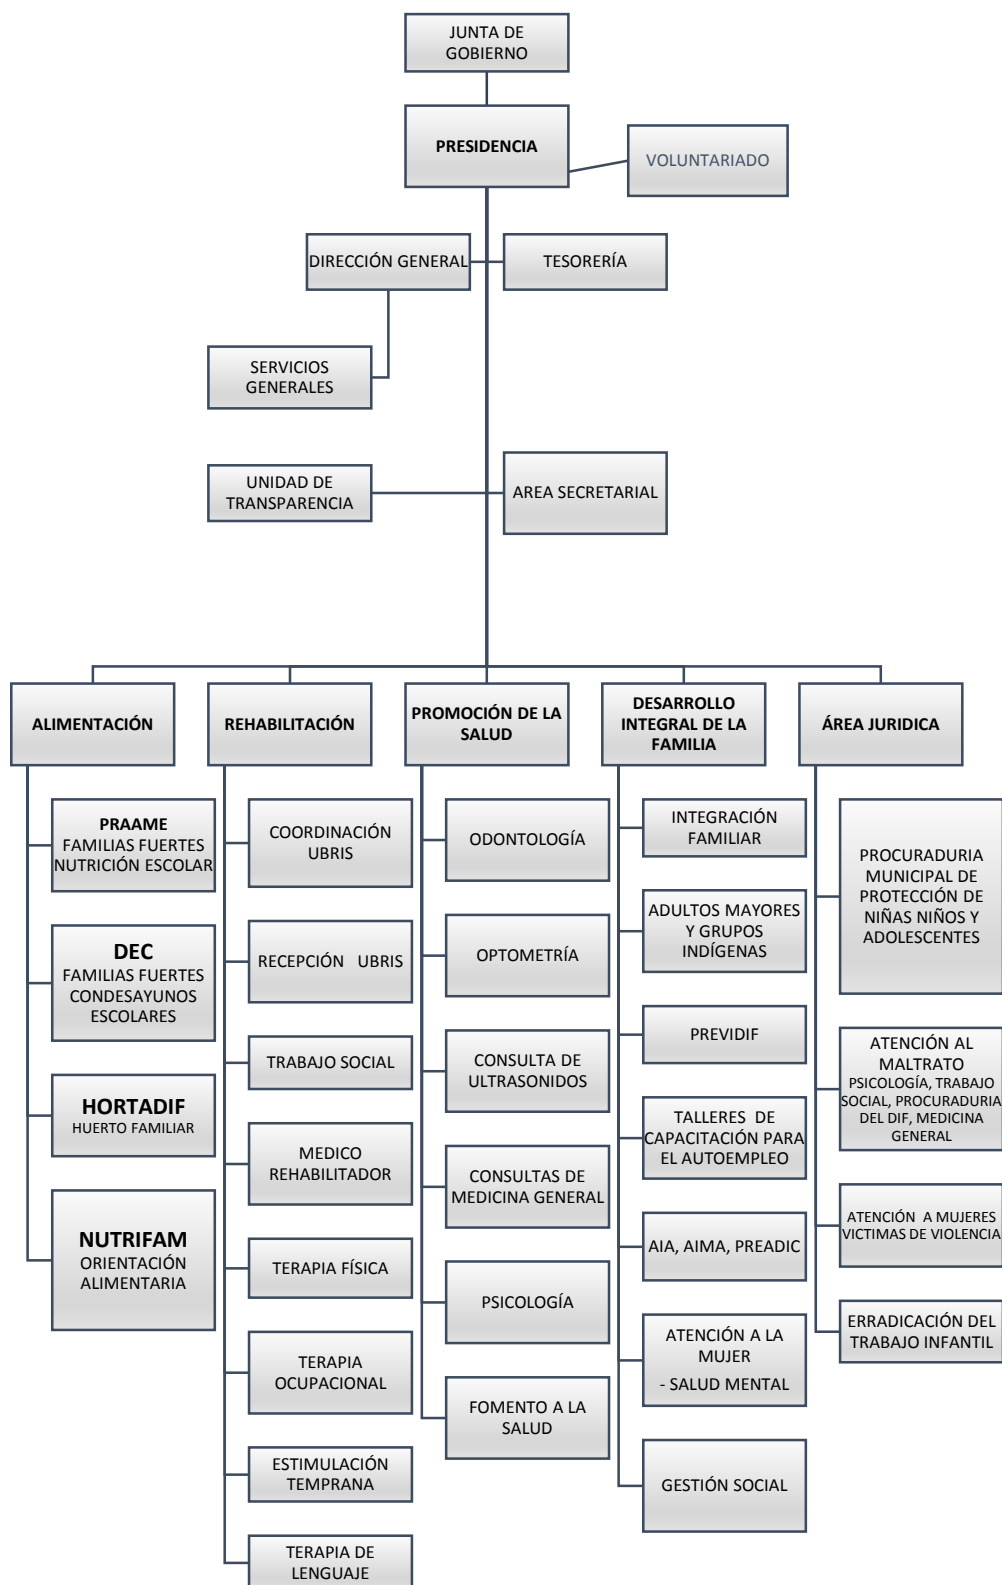 JUNTA DE
GOBIERNO
PRESIDENCIA
VOLUNTARIADO
DIRECCIÓN GENERAL
TESORERÍA
SERVICIOS
GENERALES
UNIDAD DE
TRANSPARENCIA
AREA SECRETARIAL
ALIMENTACIÓN
PRAAME
FAMILIAS FUERTES
NUTRICIÓN ESCOLAR
DEC
FAMILIAS FUERTES
CONDESAYUNOS
ESCOLARES
HORTADIF
HUERTO FAMILIAR
NUTRIFAM
ORIENTACIÓN
ALIMENTARIA
REHABILITACIÓN
COORDINACIÓN
UBRIS
RECEPCIÓN UBRIS
TRABAJO SOCIAL
MEDICO
REHABILITADOR
TERAPIA FÍSICA
TERAPIA
OCUPACIONAL
ESTIMULACIÓN
TEMPRANA
TERAPIA DE
LENGUAJE
PROMOCIÓN DE LA
SALUD
ODONTOLOGÍA
OPTOMETRÍA
CONSULTA DE
ULTRASONIDOS
CONSULTAS DE
MEDICINA GENERAL
PSICOLOGÍA
FOMENTO A LA
SALUD
DESARROLLO
INTEGRAL DE LA
FAMILIA
INTEGRACIÓN
FAMILIAR
ADULTOS MAYORES
Y GRUPOS
INDÍGENAS
PREVIDIF
TALLERES DE
CAPACITACIÓN PARA
EL AUTOEMPLEO
AIA, AIMA, PREADIC
ATENCIÓN A LA
MUJER
- SALUD MENTAL
GESTIÓN SOCIAL
ÁREA JURIDICA
PROCURADURIA
MUNICIPAL DE
PROTECCIÓN DE
NIÑAS NIÑOS Y
ADOLESCENTES
ATENCIÓN AL
MALTRATO
PSICOLOGÍA, TRABAJO
SOCIAL, PROCURADURIA
DEL DIF, MEDICINA
GENERAL
ATENCIÓN A MUJERES
VICTIMAS DE VIOLENCIA
ERRADICACIÓN DEL
TRABAJO INFANTIL